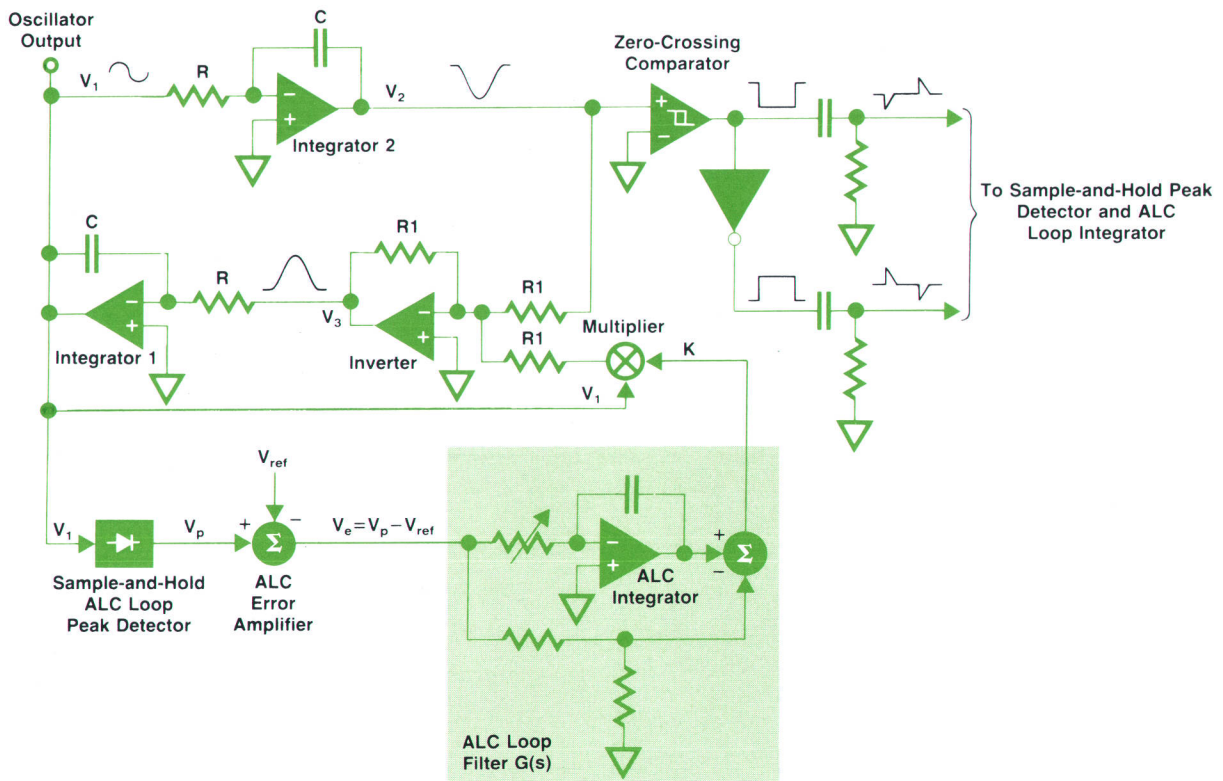 Oscillator
Output
V₁
R
C
−
+
Integrator 2
V₂
Zero-Crossing
Comparator
+
−
To Sample-and-Hold Peak
Detector and ALC
Loop Integrator
C
−
+
Integrator 1
R
V₃
R1
−
+
Inverter
R1
R1
Multiplier
K
V₁
V₁
Sample-and-Hold
ALC Loop
Peak Detector
Vₚ
V_ref
+
−
Σ
ALC
Error
Amplifier
Vₑ=Vₚ−V_ref
−
+
ALC
Integrator
+
−
Σ
ALC Loop
Filter G(s)